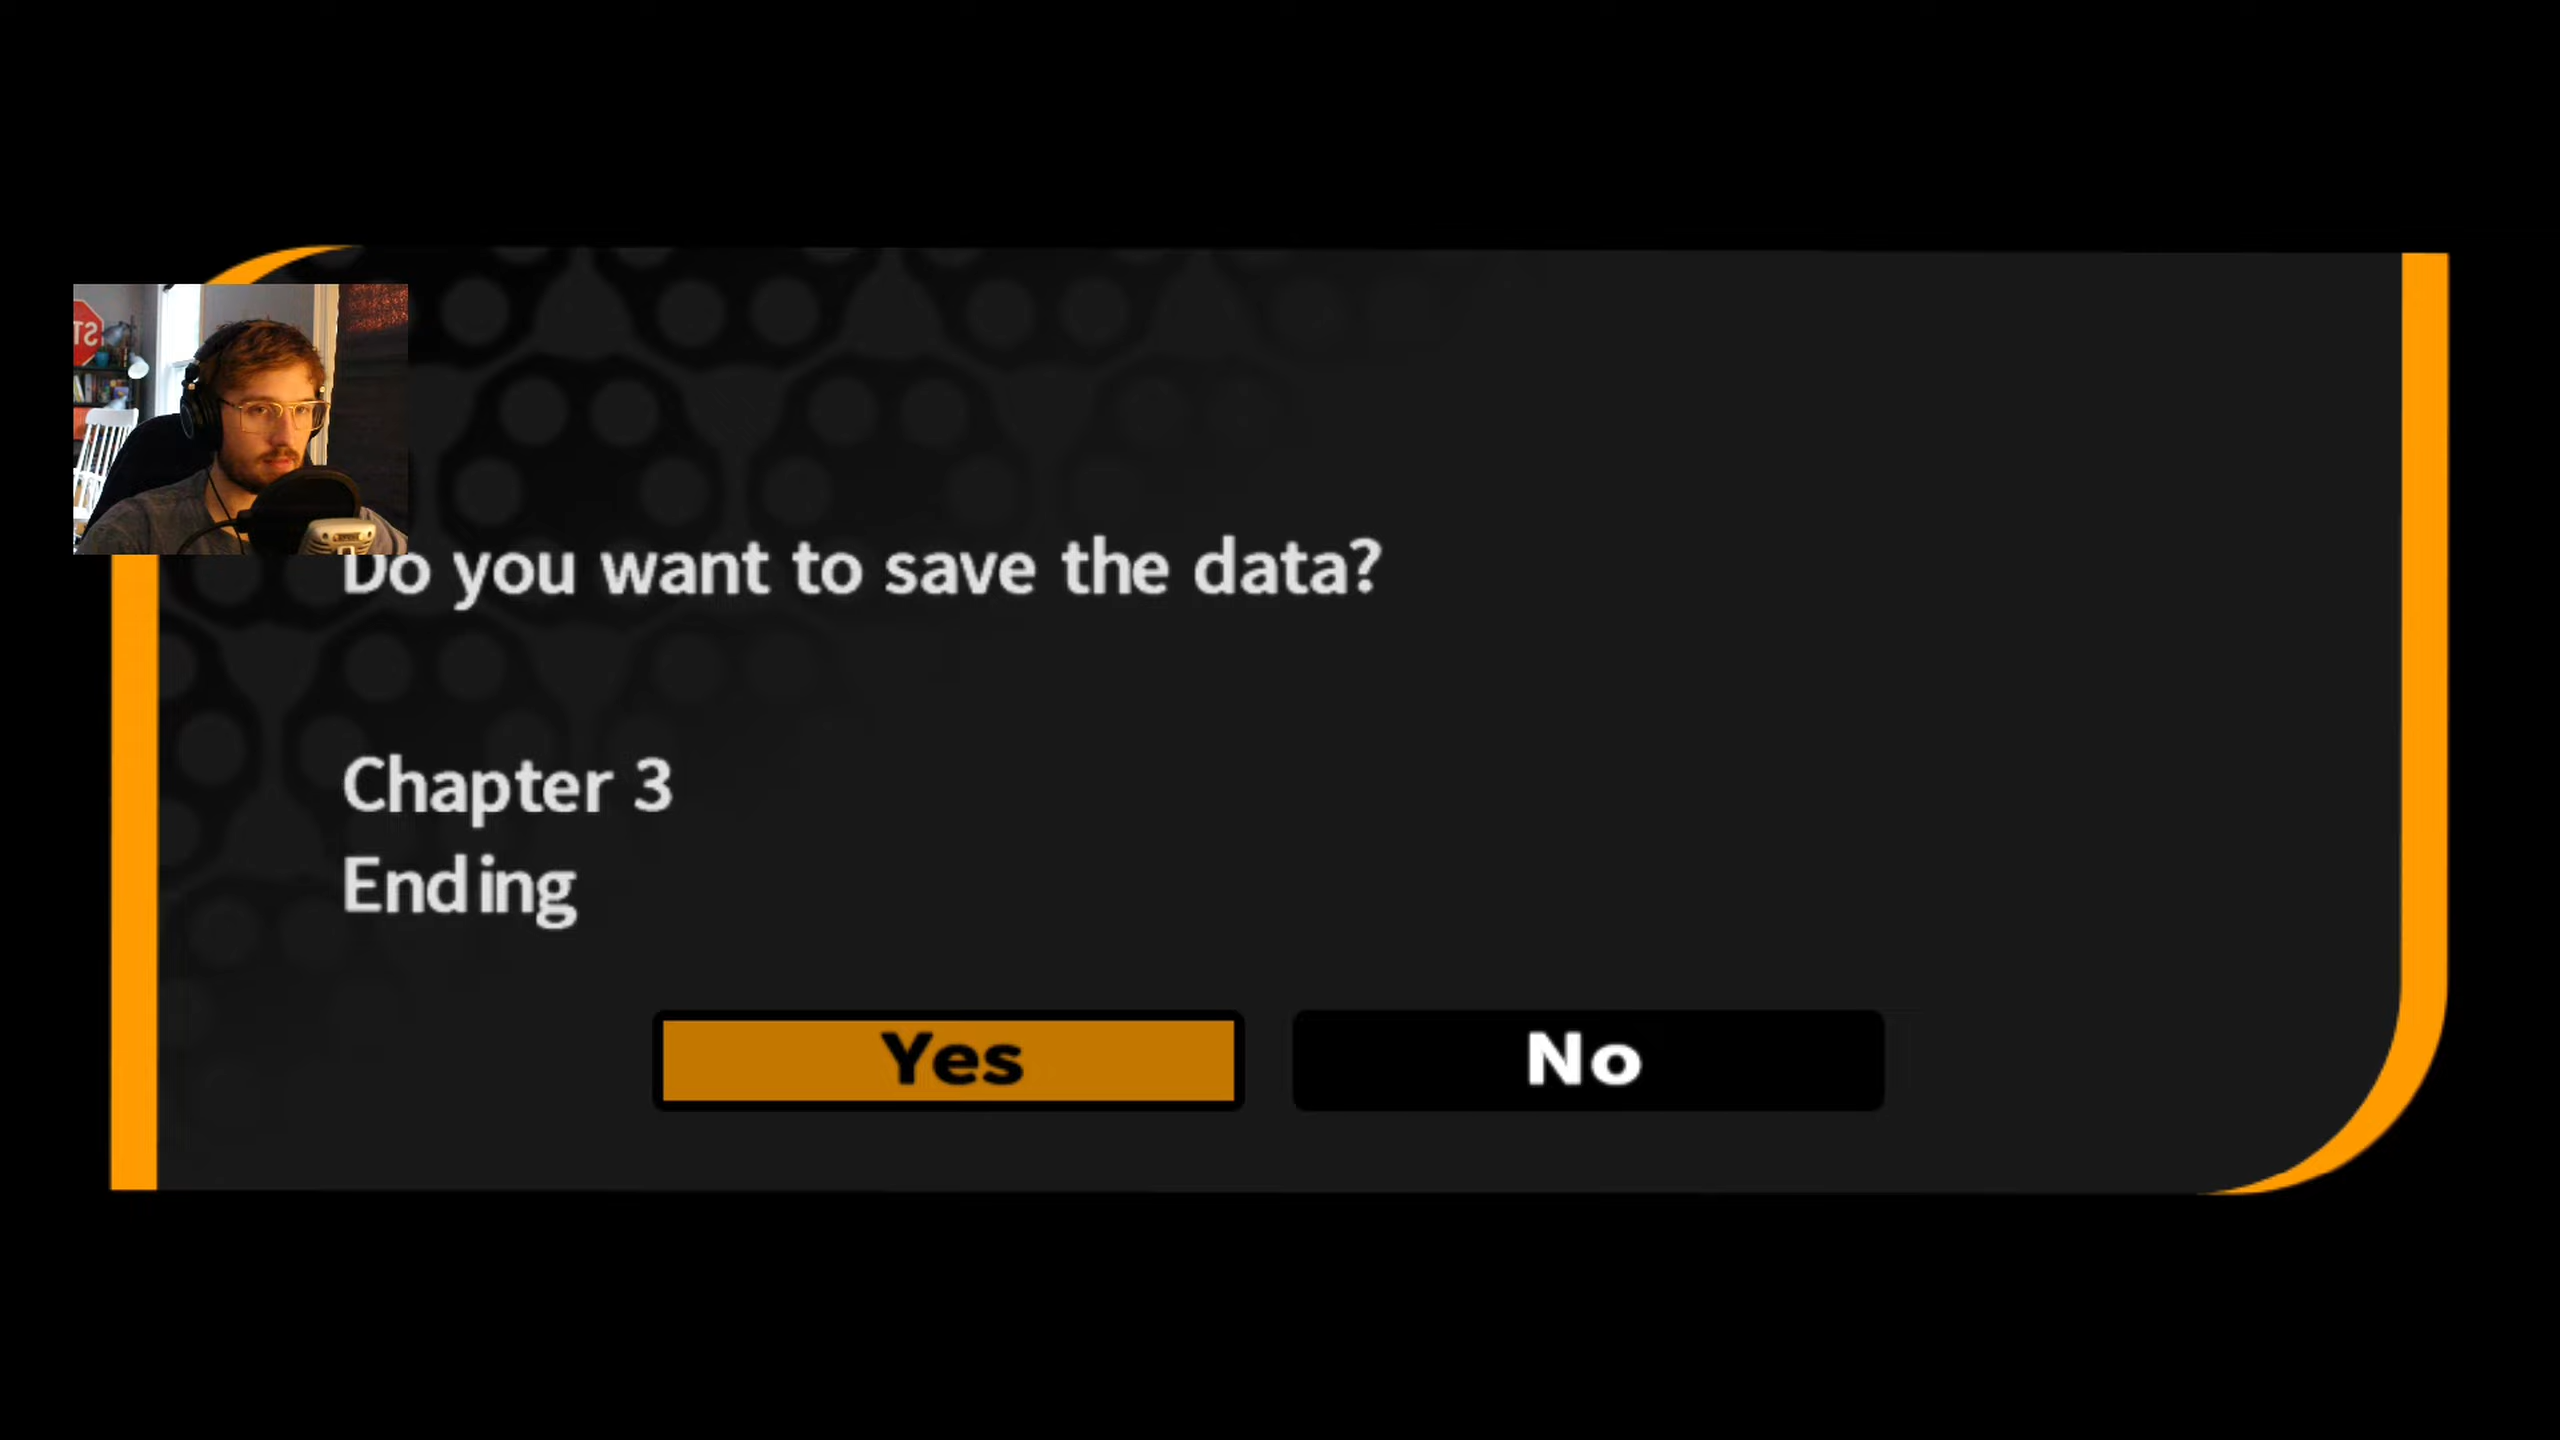 Do you want to save the data?
Chapter 3
Ending
Yes
No